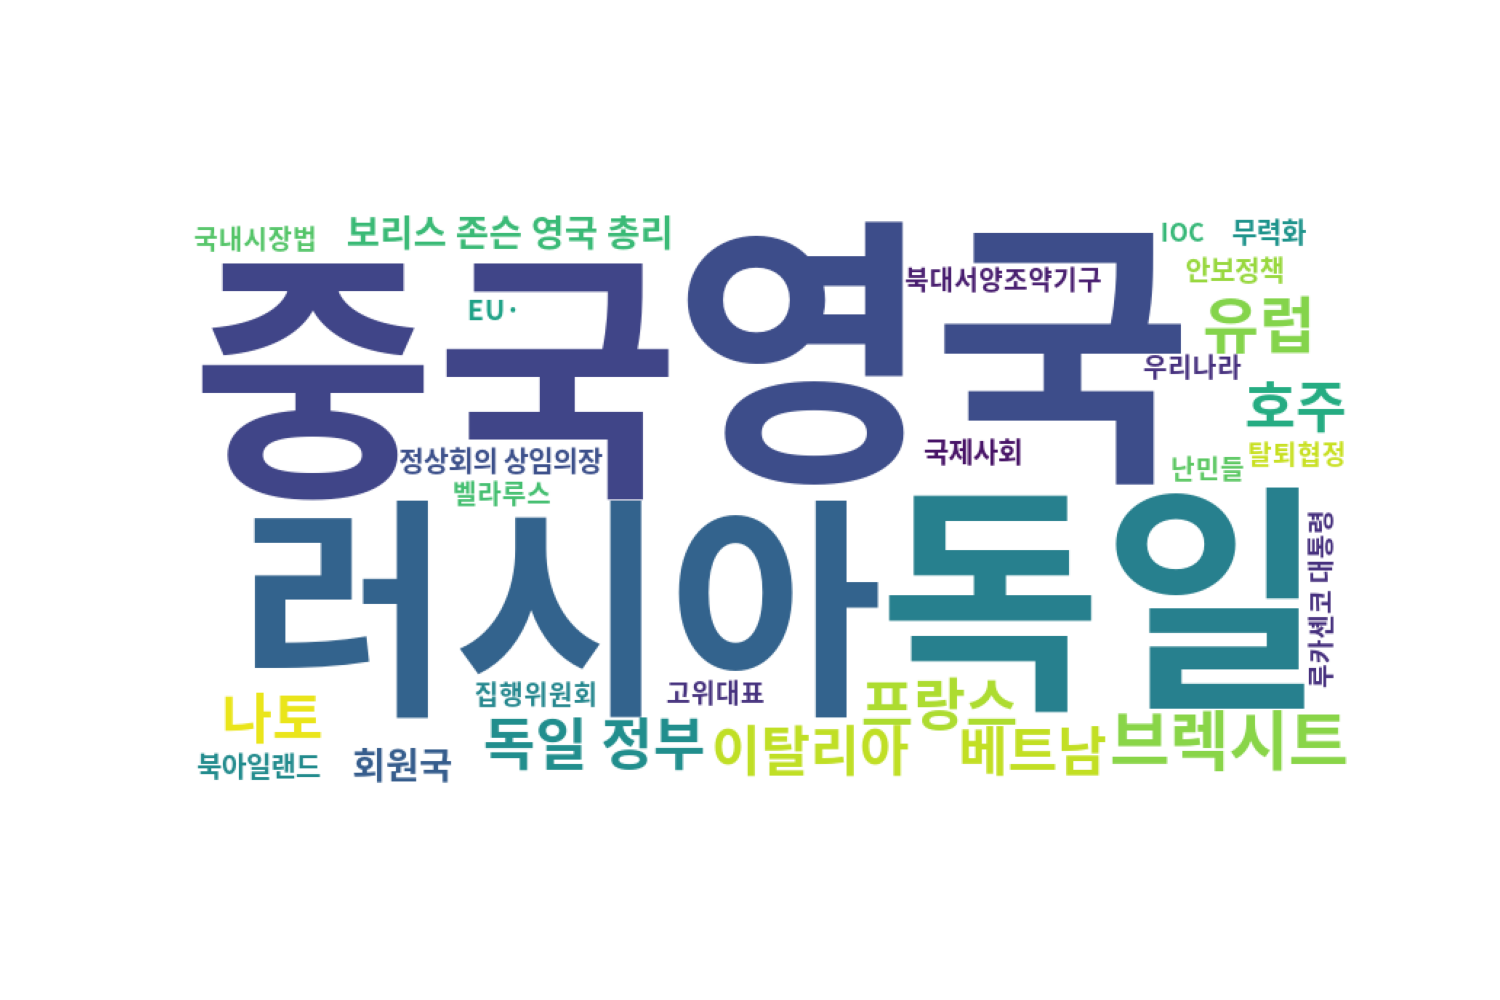 국내시장법
보리스 존슨 영국 총리
IOC
무력화
안보정책
북대서양조약기구
EU·
중국
영국
유럽
우리나라
호주
정상회의 상임의장
국제사회
난민들
탈퇴협정
벨라루스
러시아
독일
루카셴코 대통령
집행위원회
고위대표
나토
프랑스
독일 정부
이탈리아
베트남
브렉시트
북아일랜드
회원국